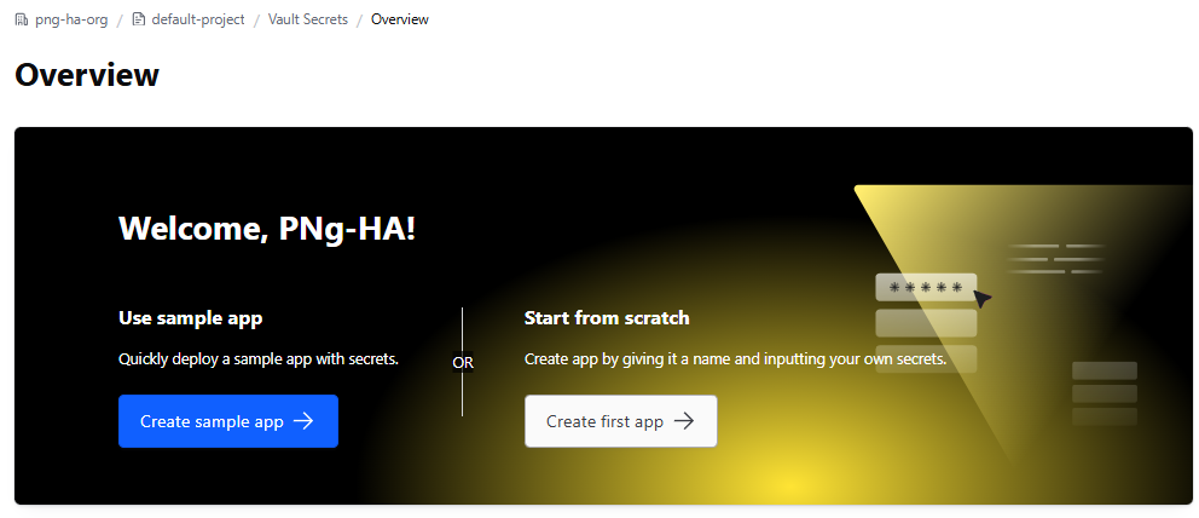 png-ha-org / default-project / Vault Secrets / Overview
Overview
Welcome, PNg-HA!
Use sample app
Quickly deploy a sample app with secrets.
Create sample app →
OR
Start from scratch
Create app by giving it a name and inputting your own secrets.
Create first app →
* * * * *